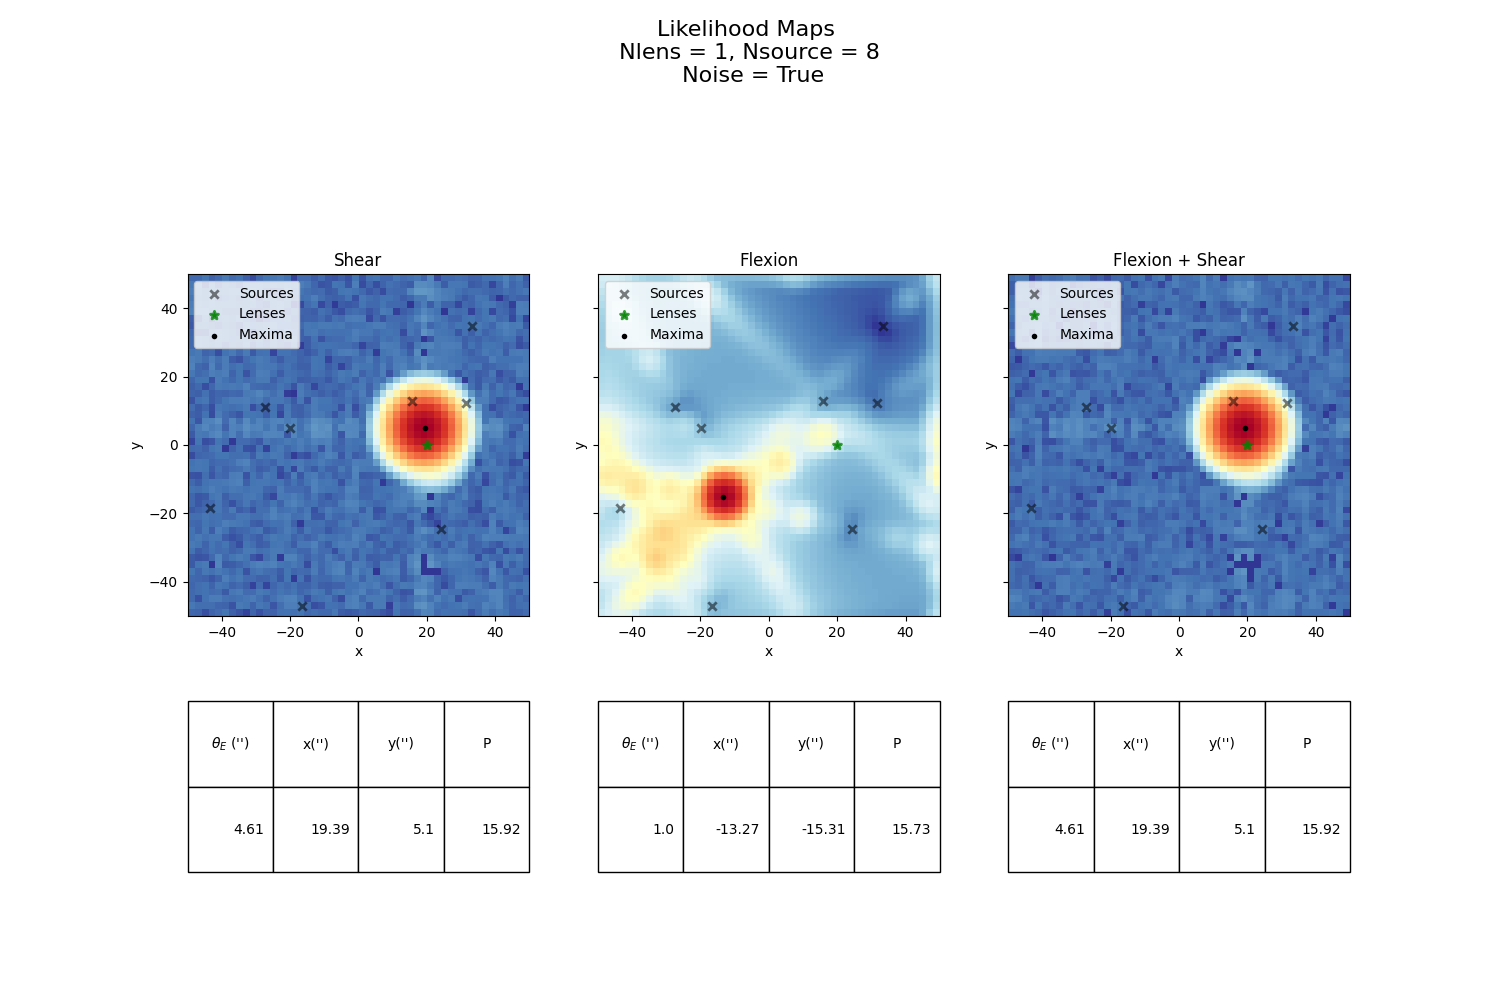 Likelihood Maps
Nlens = 1, Nsource = 8
Noise = True
Shear
Sources
Lenses
Maxima
40
20
0
−20
−40
y
−40 −20 0 20 40
x
Flexion
Sources
Lenses
Maxima
y
−40 −20 0 20 40
x
Flexion + Shear
Sources
Lenses
Maxima
y
−40 −20 0 20 40
x
θE ('') x('') y('') P
4.61 19.39 5.1 15.92
θE ('') x('') y('') P
1.0 -13.27 -15.31 15.73
θE ('') x('') y('') P
4.61 19.39 5.1 15.92